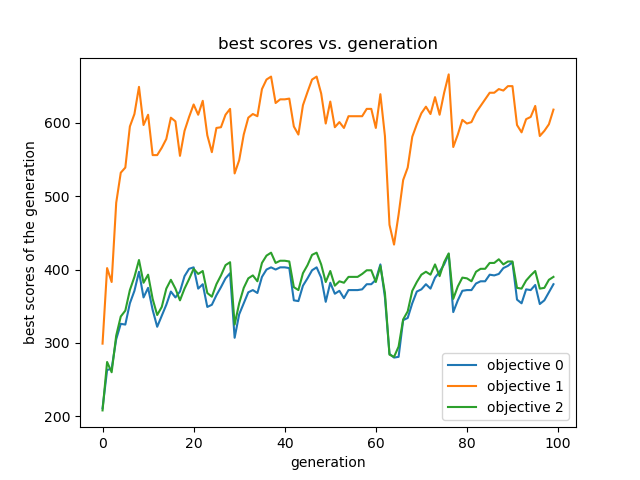 best scores vs. generation
best scores of the generation
600
500
400
300
200
0
20
40
60
80
100
generation
objective 0
objective 1
objective 2